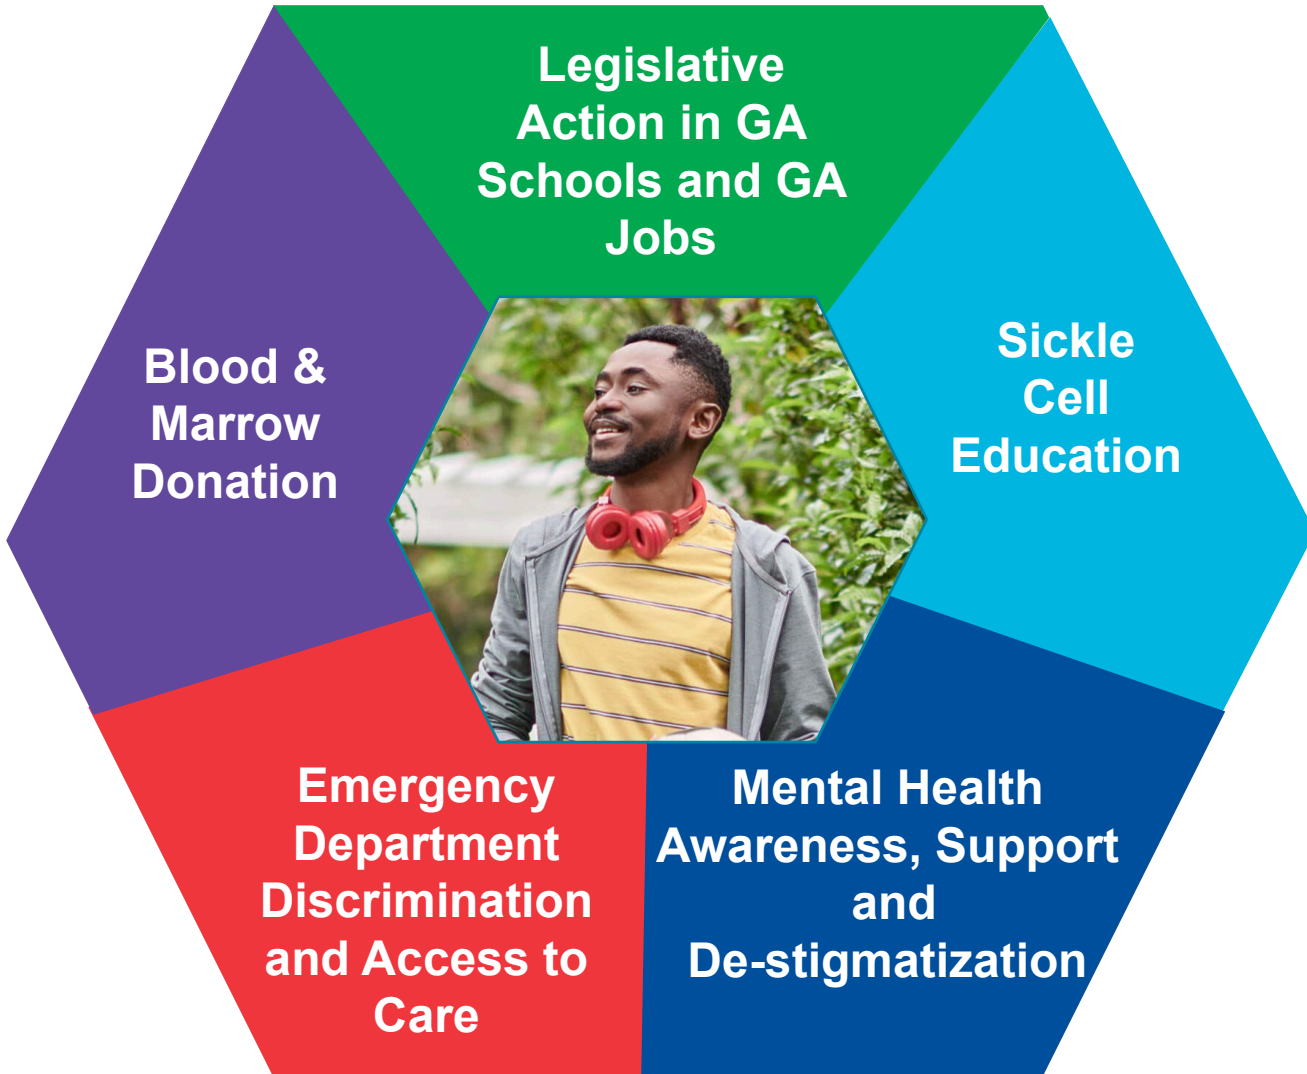 Legislative
Action in GA
Schools and GA
Jobs
Sickle
Cell
Education
Mental Health
Awareness, Support
and
De-stigmatization
Emergency
Department
Discrimination
and Access to
Care
Blood &
Marrow
Donation